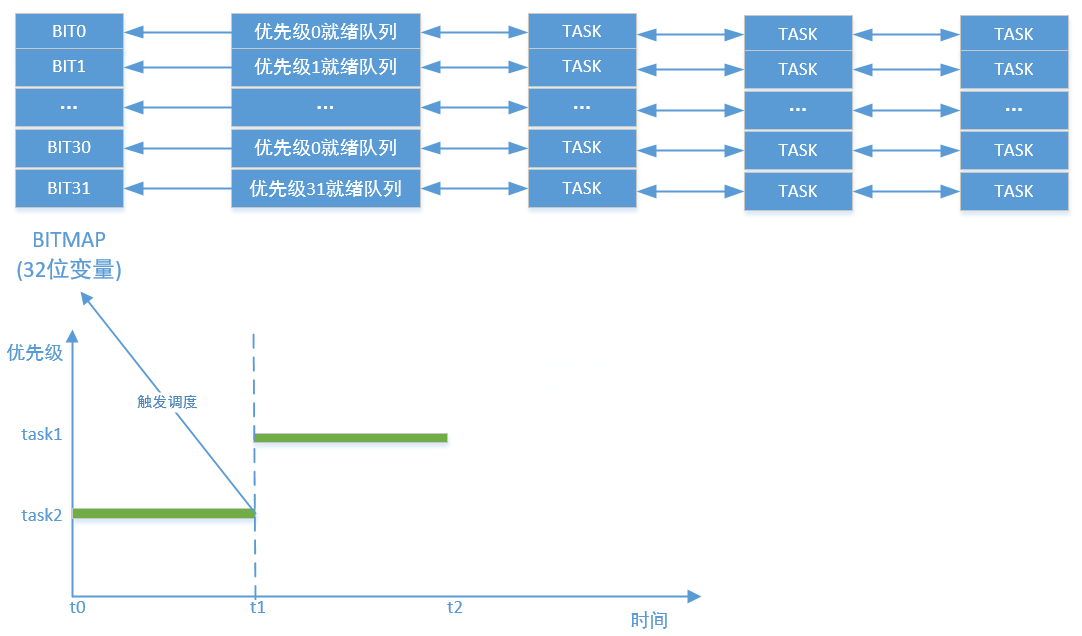 BIT0 优先级0就绪队列 TASK TASK TASK
BIT1 优先级1就绪队列 TASK TASK TASK
... ... ... ... ...
BIT30 优先级0就绪队列 TASK TASK TASK
BIT31 优先级31就绪队列 TASK TASK TASK
BITMAP
(32位变量)
优先级
触发调度
task1
task2
t0 t1 t2
时间